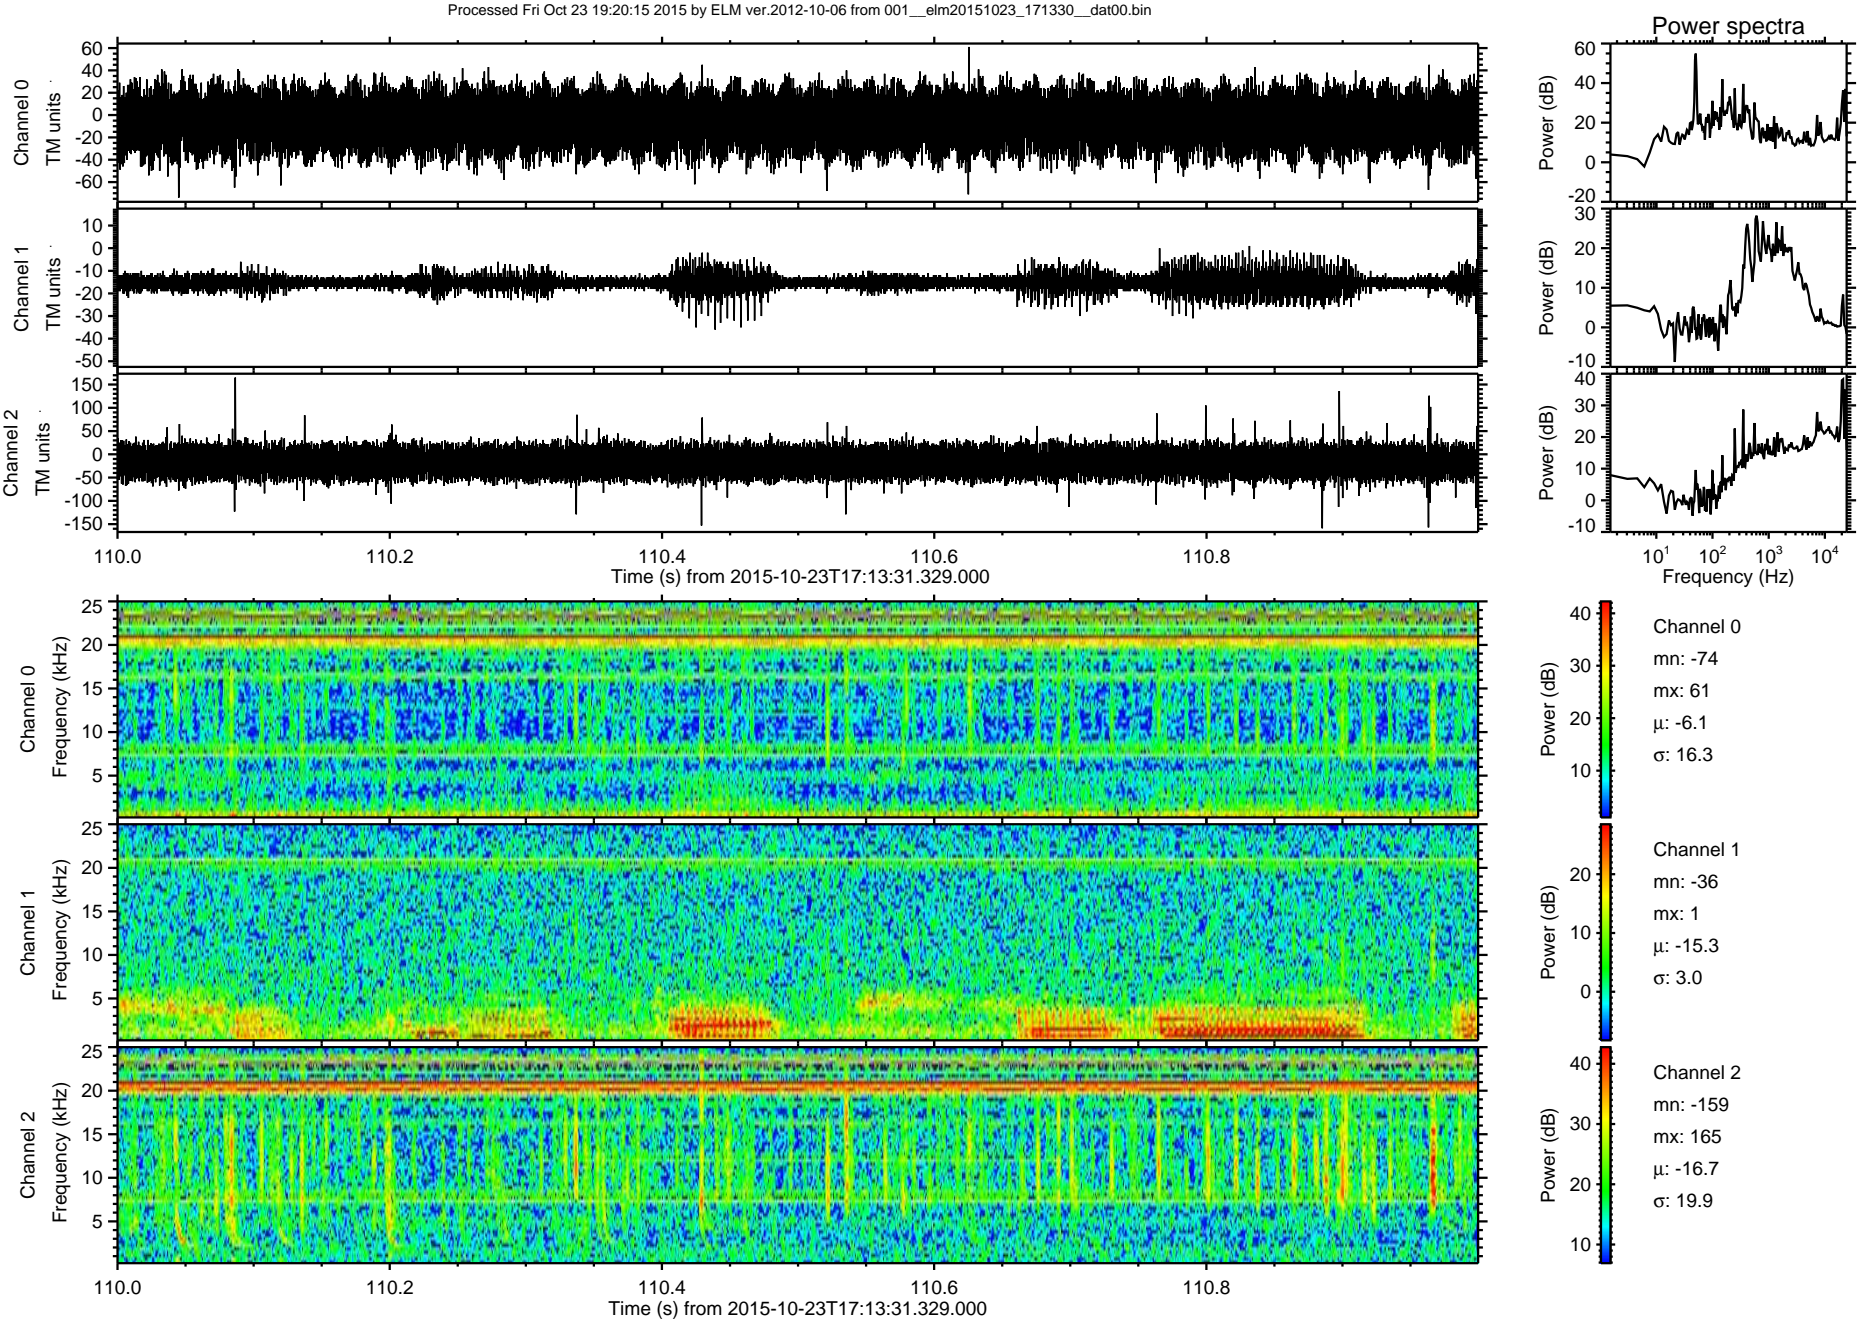 Processed Fri Oct 23 19:20:15 2015 by ELM ver.2012-10-06 from 001__elm20151023_171330__dat00.bin
Power spectra
Channel 0
TM units
60
40
20
0
-20
-40
-60
Power (dB)
60
40
20
0
-20
Channel 1
TM units
10
0
-10
-20
-30
-40
-50
Power (dB)
30
20
10
0
-10
Channel 2
TM units
150
100
50
0
-50
-100
-150
Power (dB)
40
30
20
10
0
-10
110.0 110.2 110.4 110.6 110.8
Time (s) from 2015-10-23T17:13:31.329.000
10¹ 10² 10³ 10⁴
Frequency (Hz)
Channel 0
Frequency (kHz)
25
20
15
10
5
Power (dB)
40
30
20
10
Channel 0
mn: -74
mx: 61
μ: -6.1
σ: 16.3
Channel 1
Frequency (kHz)
25
20
15
10
5
Power (dB)
20
10
0
Channel 1
mn: -36
mx: 1
μ: -15.3
σ: 3.0
Channel 2
Frequency (kHz)
25
20
15
10
5
Power (dB)
40
30
20
10
Channel 2
mn: -159
mx: 165
μ: -16.7
σ: 19.9
110.0 110.2 110.4 110.6 110.8
Time (s) from 2015-10-23T17:13:31.329.000